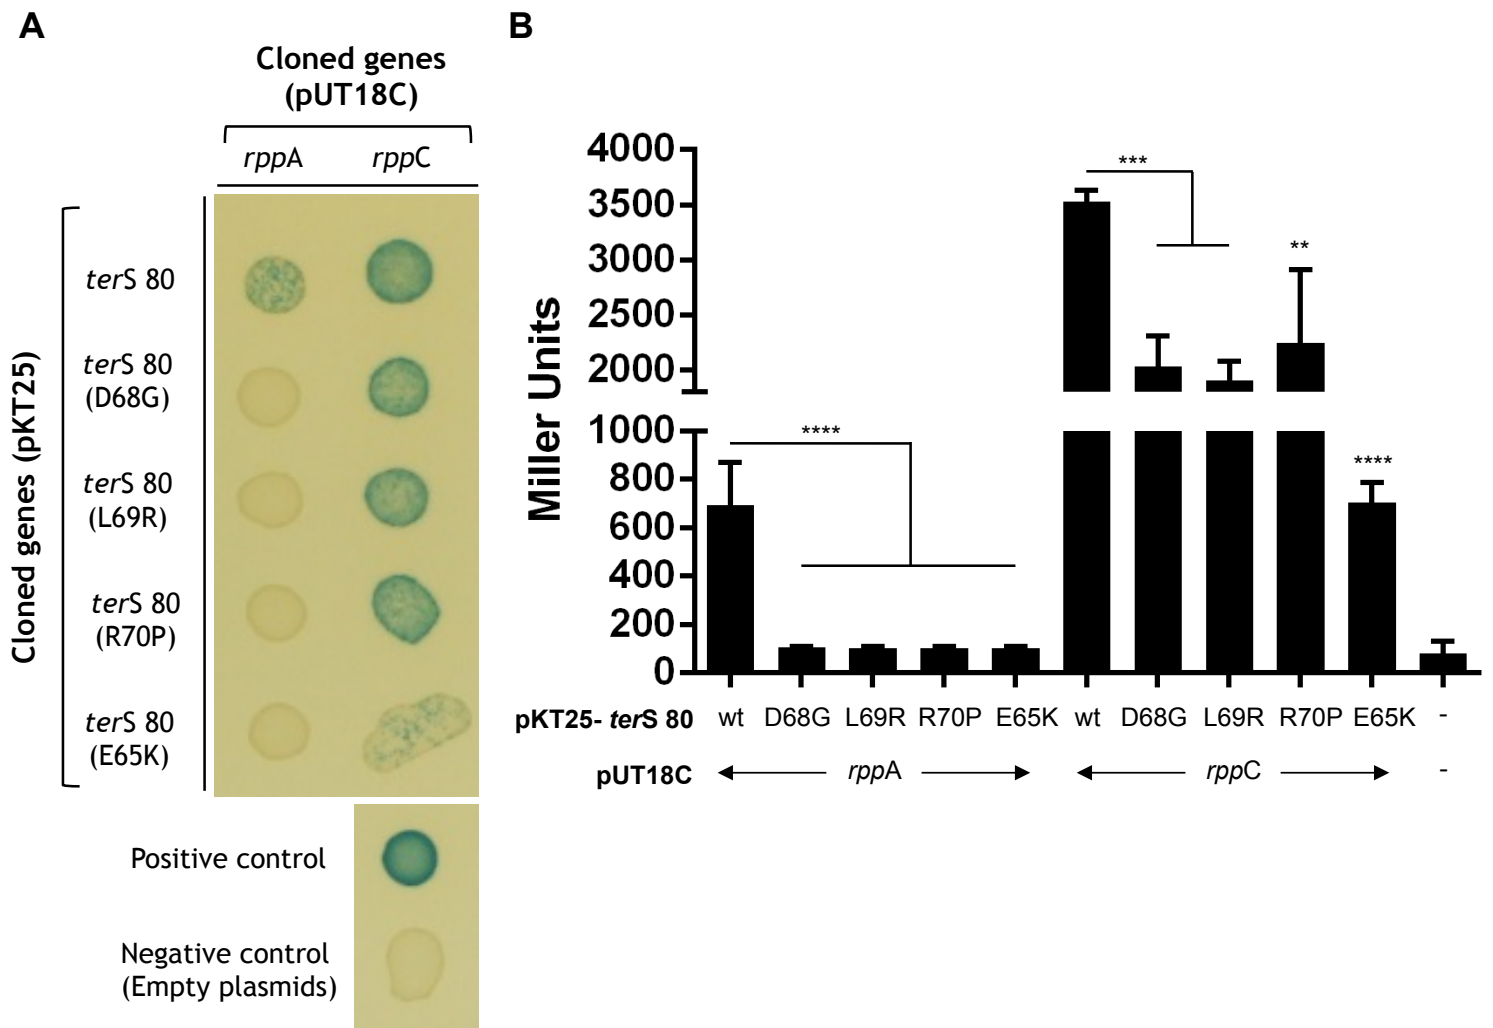 A
Cloned genes
(pUT18C)
rppA rppC
Cloned genes (pKT25)
terS 80
terS 80
(D68G)
terS 80
(L69R)
terS 80
(R70P)
terS 80
(E65K)
Positive control
Negative control
(Empty plasmids)
B
Miller Units
4000
3500
3000
2500
2000
1000
800
600
400
200
0
****
***
**
****
pKT25- terS 80 wt D68G L69R R70P E65K wt D68G L69R R70P E65K -
pUT18C rppA rppC -